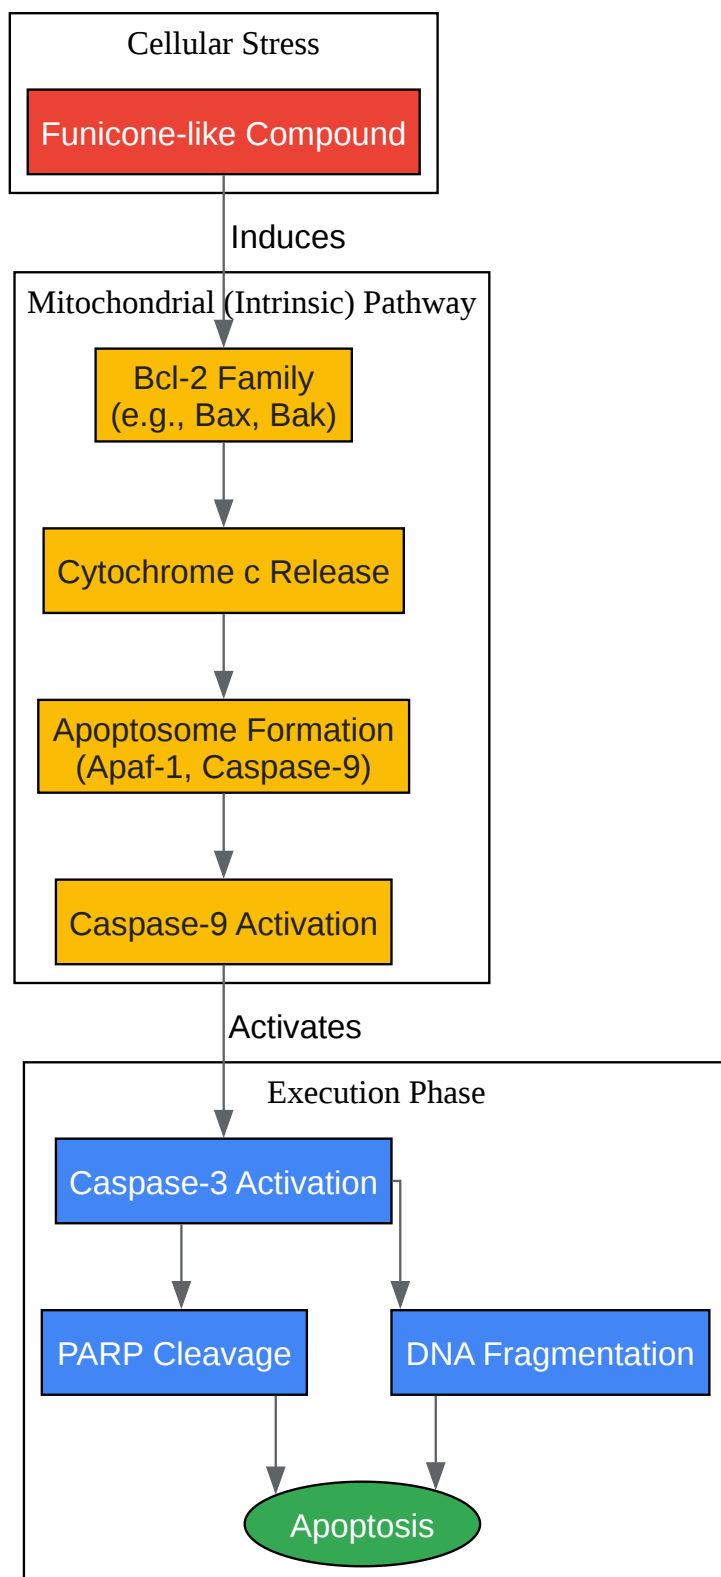 Cellular Stress
Funicone-like Compound
Induces
Mitochondrial (Intrinsic) Pathway
Bcl-2 Family
(e.g., Bax, Bak)
Cytochrome c Release
Apoptosome Formation
(Apaf-1, Caspase-9)
Caspase-9 Activation
Activates
Execution Phase
Caspase-3 Activation
PARP Cleavage
DNA Fragmentation
Apoptosis